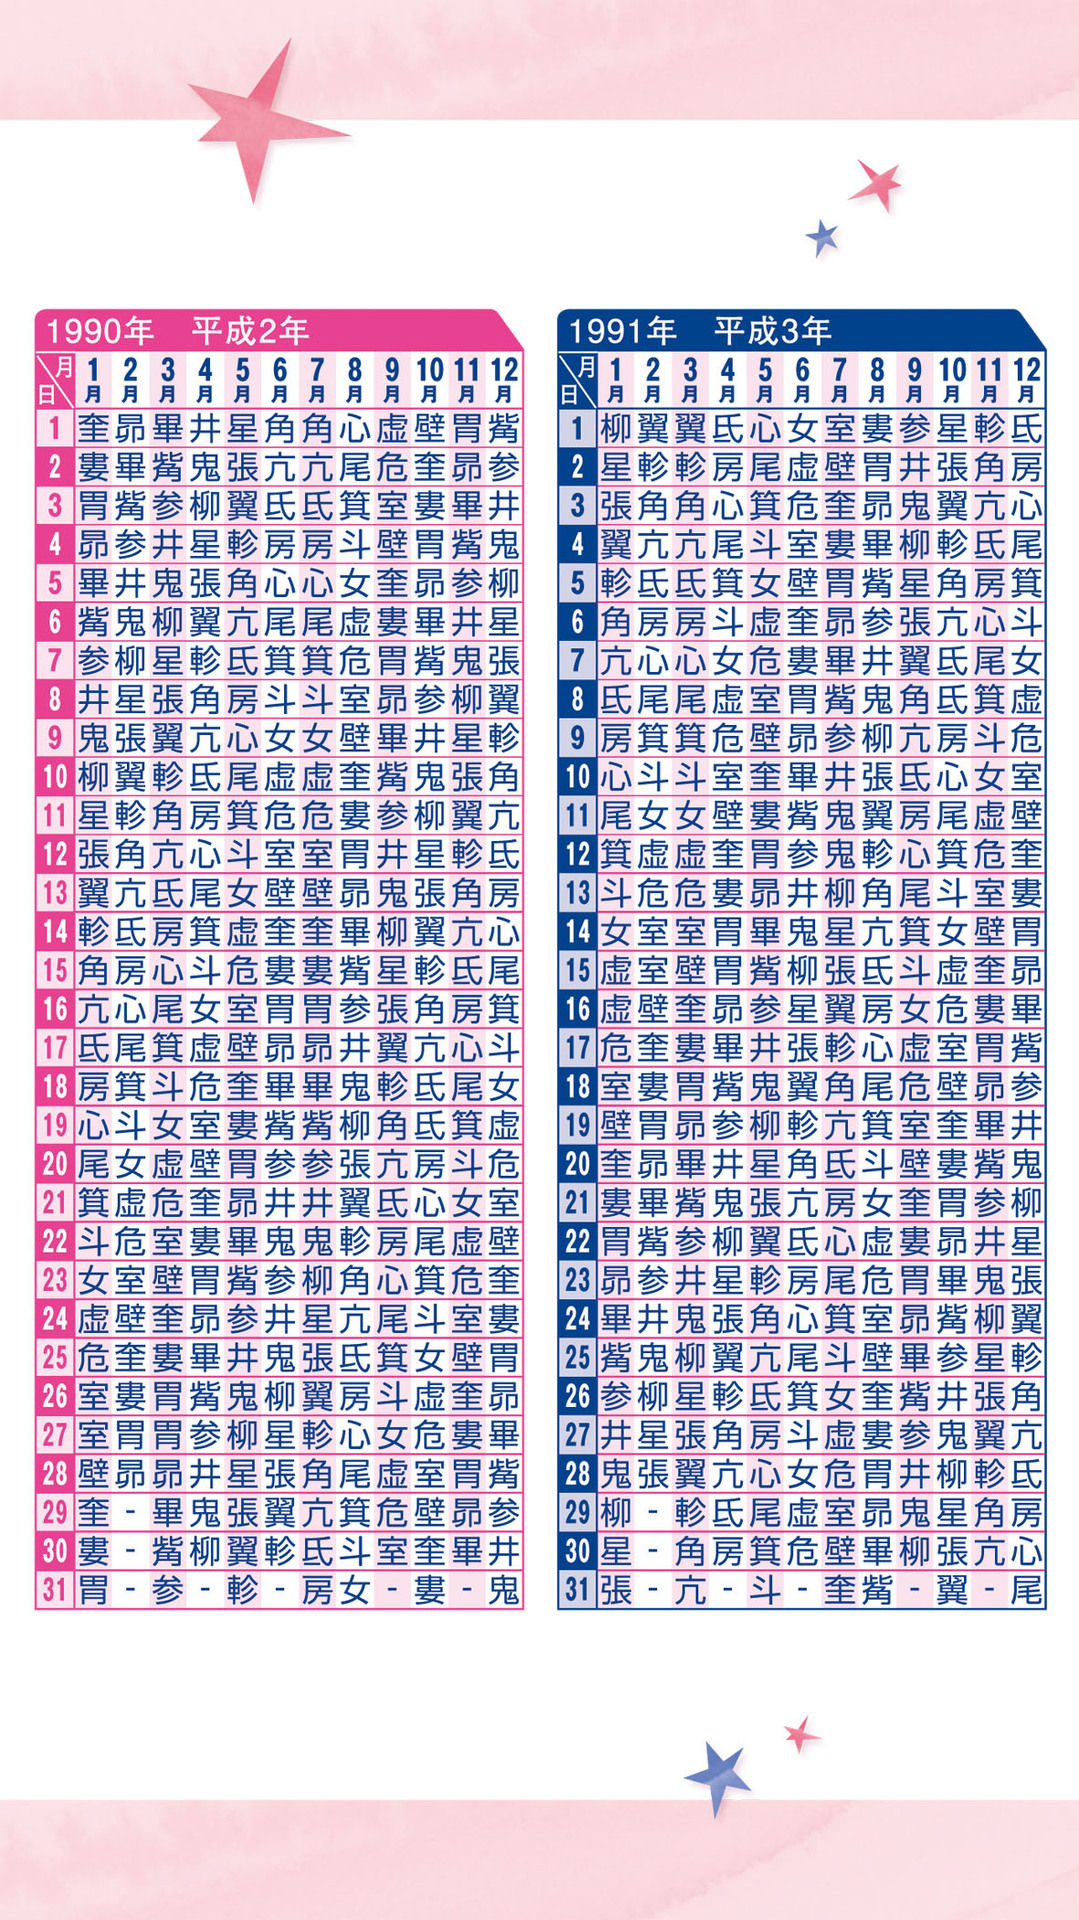 1990年 平成2年
月 日 1月 2月 3月 4月 5月 6月 7月 8月 9月 10月 11月 12月
1 奎 昴 畢 井 星 角 角 心 虚 壁 胃 觜
2 婁 畢 觜 鬼 張 亢 亢 尾 危 奎 昴 参
3 胃 觜 参 柳 翼 氐 氐 箕 室 婁 畢 井
4 昴 参 井 星 軫 房 房 斗 壁 胃 觜 鬼
5 畢 井 鬼 張 角 心 心 女 奎 昴 参 柳
6 觜 鬼 柳 翼 亢 尾 尾 虚 婁 畢 井 星
7 参 柳 星 軫 氐 箕 箕 危 胃 觜 鬼 張
8 井 星 張 角 房 斗 斗 室 昴 参 柳 翼
9 鬼 張 翼 亢 心 女 女 壁 畢 井 星 軫
10 柳 翼 軫 氐 尾 虚 虚 奎 觜 鬼 張 角
11 星 軫 角 房 箕 危 危 婁 参 柳 翼 亢
12 張 角 亢 心 斗 室 室 胃 井 星 軫 氐
13 翼 亢 氐 尾 女 壁 壁 昴 鬼 張 角 房
14 軫 氐 房 箕 虚 奎 奎 畢 柳 翼 亢 心
15 角 房 心 斗 危 婁 婁 觜 星 軫 氐 尾
16 亢 心 尾 女 室 胃 胃 参 張 角 房 箕
17 氐 尾 箕 虚 壁 昴 昴 井 翼 亢 心 斗
18 房 箕 斗 危 奎 畢 畢 鬼 軫 氐 尾 女
19 心 斗 女 室 婁 觜 觜 柳 角 氐 箕 虚
20 尾 女 虚 壁 胃 参 参 張 亢 房 斗 危
21 箕 虚 危 奎 昴 井 井 翼 氐 心 女 室
22 斗 危 室 婁 畢 鬼 鬼 軫 房 尾 虚 壁
23 女 室 壁 胃 觜 参 柳 角 心 箕 危 奎
24 虚 壁 奎 昴 参 井 星 亢 尾 斗 室 婁
25 危 奎 婁 畢 井 鬼 張 氐 箕 女 壁 胃
26 室 婁 胃 觜 鬼 柳 翼 房 斗 虚 奎 昴
27 室 胃 胃 参 柳 星 軫 心 女 危 婁 畢
28 壁 昴 昴 井 星 張 角 尾 虚 室 胃 觜
29 奎 - 畢 鬼 張 翼 亢 箕 危 壁 昴 参
30 婁 - 觜 柳 翼 軫 氐 斗 室 奎 畢 井
31 胃 - 参 - 軫 - 房 女 - 婁 - 鬼
1991年 平成3年
月 日 1月 2月 3月 4月 5月 6月 7月 8月 9月 10月 11月 12月
1 柳 翼 翼 氐 心 女 室 婁 参 星 軫 氐
2 星 軫 軫 房 尾 虚 壁 胃 井 張 角 房
3 張 角 角 心 箕 危 奎 昴 鬼 翼 亢 心
4 翼 亢 亢 尾 斗 室 婁 畢 柳 軫 氐 尾
5 軫 氐 氐 箕 女 壁 胃 觜 星 角 房 箕
6 角 房 房 斗 虚 奎 昴 参 張 亢 心 斗
7 亢 心 心 女 危 婁 畢 井 翼 氐 尾 女
8 氐 尾 尾 虚 室 胃 觜 鬼 角 氐 箕 虚
9 房 箕 箕 危 壁 昴 参 柳 亢 房 斗 危
10 心 斗 斗 室 奎 畢 井 張 氐 心 女 室
11 尾 女 女 壁 婁 觜 鬼 翼 房 尾 虚 壁
12 箕 虚 虚 奎 胃 参 鬼 軫 心 箕 危 奎
13 斗 危 危 婁 昴 井 柳 角 尾 斗 室 婁
14 女 室 室 胃 畢 鬼 星 亢 箕 女 壁 胃
15 虚 室 壁 胃 觜 柳 張 氐 斗 虚 奎 昴
16 虚 壁 奎 昴 参 星 翼 房 女 危 婁 畢
17 危 奎 婁 畢 井 張 軫 心 虚 室 胃 觜
18 室 婁 胃 觜 鬼 翼 角 尾 危 壁 昴 参
19 壁 胃 昴 参 柳 軫 亢 箕 室 奎 畢 井
20 奎 昴 畢 井 星 角 氐 斗 壁 婁 觜 鬼
21 婁 畢 觜 鬼 張 亢 房 女 奎 胃 参 柳
22 胃 觜 参 柳 翼 氐 心 虚 婁 昴 井 星
23 昴 参 井 星 軫 房 尾 危 胃 畢 鬼 張
24 畢 井 鬼 張 角 心 箕 室 昴 觜 柳 翼
25 觜 鬼 柳 翼 亢 尾 斗 壁 畢 参 星 軫
26 参 柳 星 軫 氐 箕 女 奎 觜 井 張 角
27 井 星 張 角 房 斗 虚 婁 参 鬼 翼 亢
28 鬼 張 翼 亢 心 女 危 胃 井 柳 軫 氐
29 柳 - 軫 氐 尾 虚 室 昴 鬼 星 角 房
30 星 - 角 房 箕 危 壁 畢 柳 張 亢 心
31 張 - 亢 - 斗 - 奎 觜 - 翼 - 尾